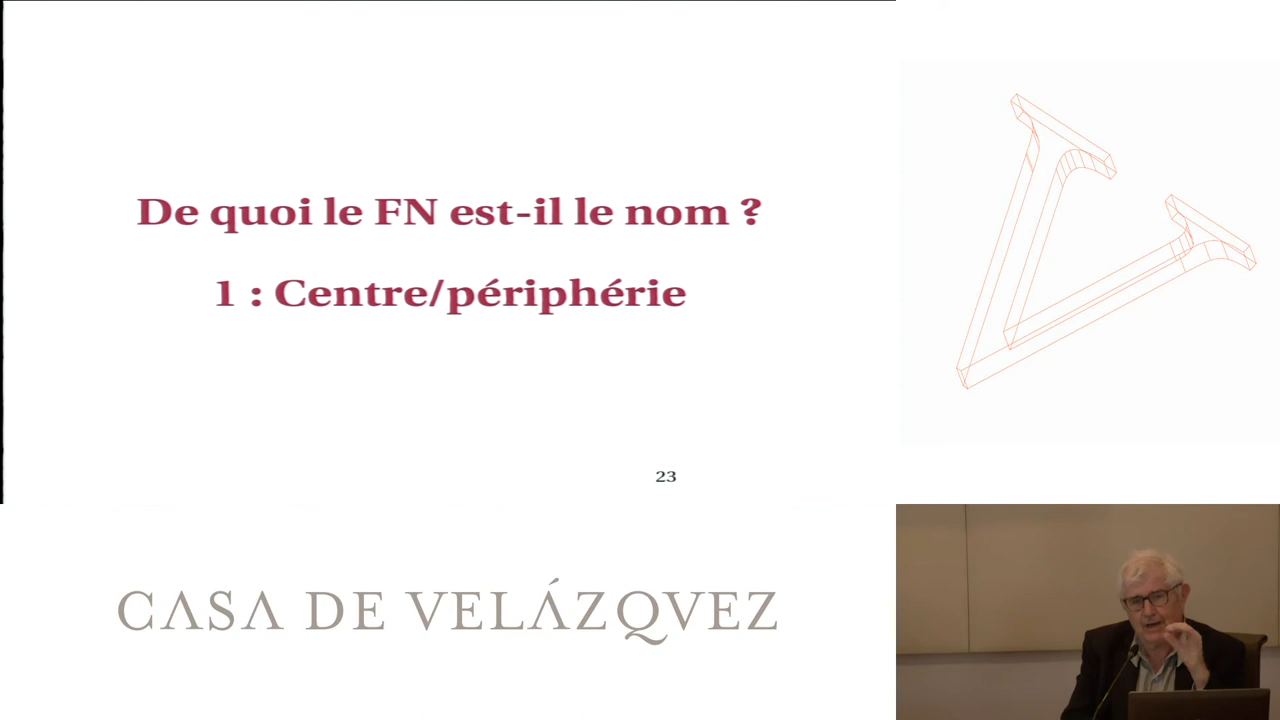 De quoi le FN est-il le nom ?
1 : Centre/périphérie
23
CASA DE VELÁZQVEZ